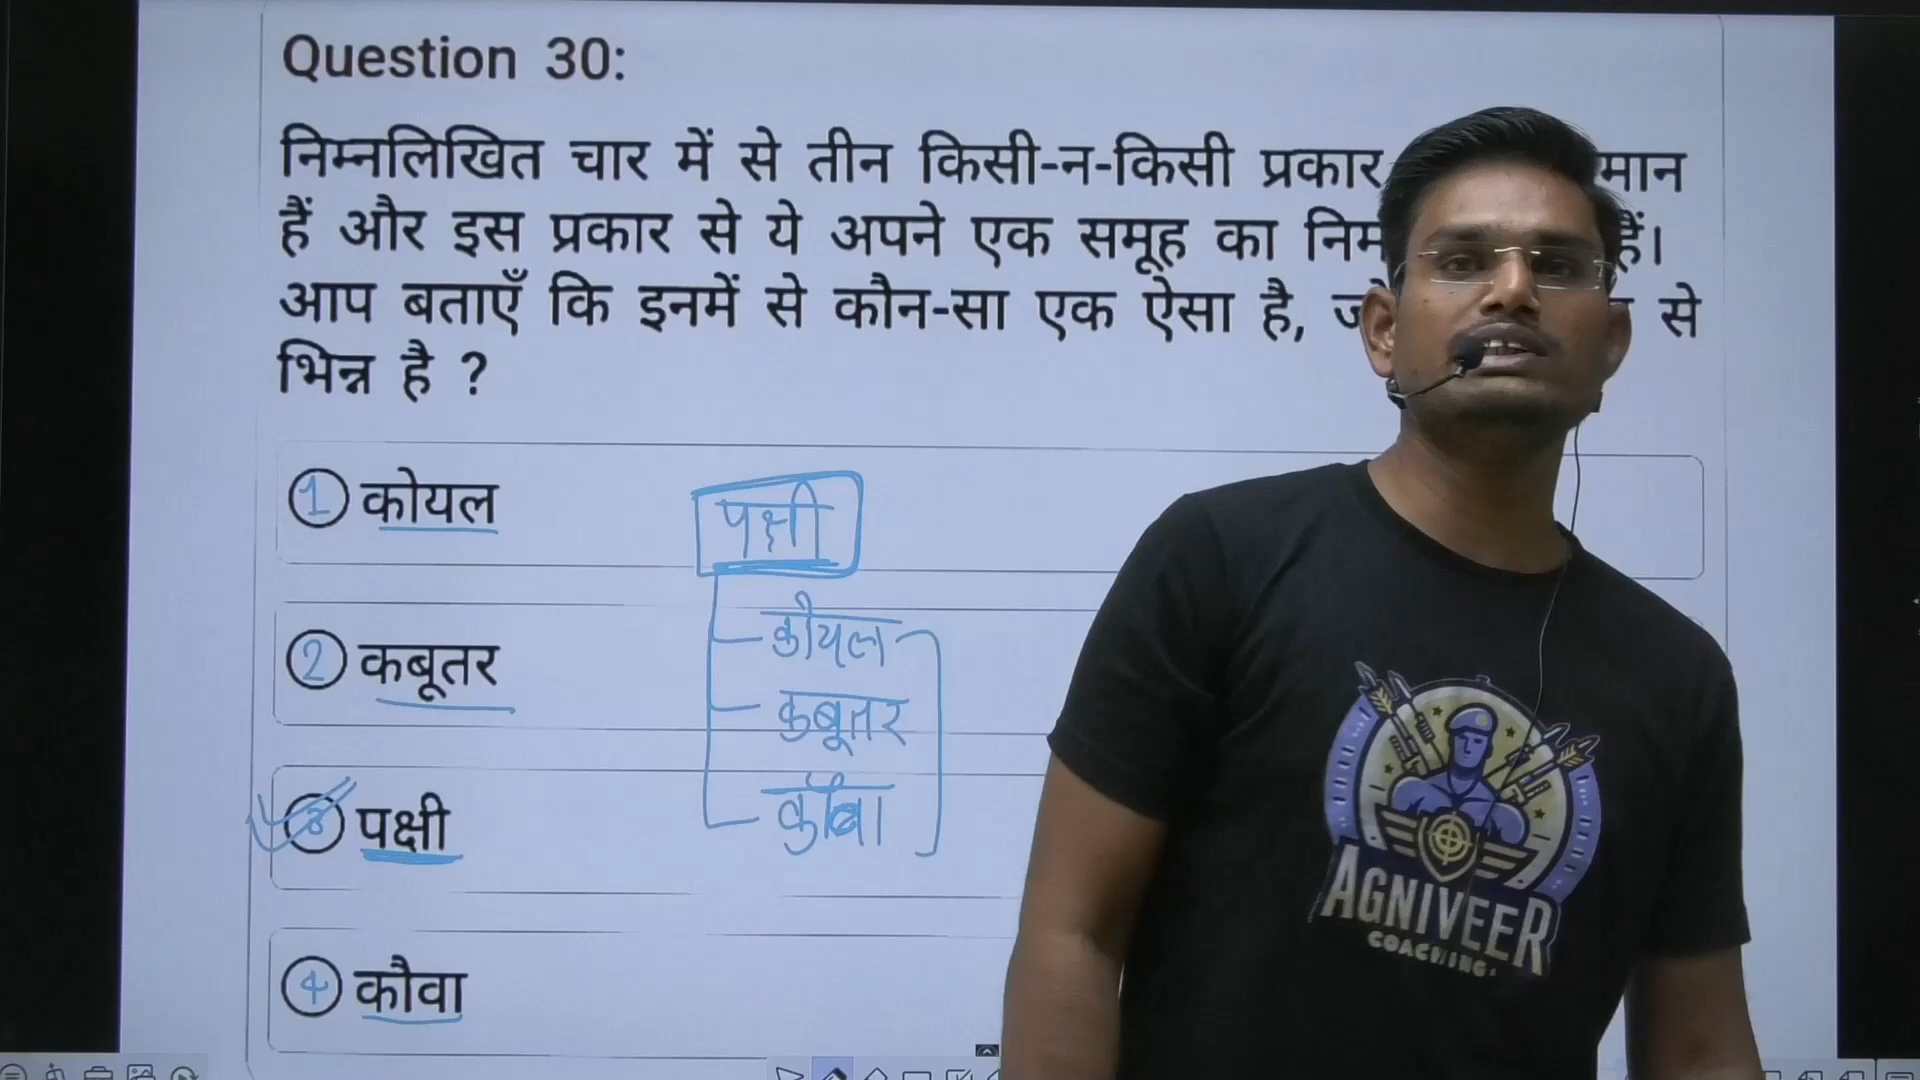 Question 30:
निम्नलिखित चार में से तीन किसी-न-किसी प्रकार मान
हैं और इस प्रकार से ये अपने एक समूह का निम हैं।
आप बताएँ कि इनमें से कौन-सा एक ऐसा है, से
भिन्न है ?
1 कोयल
पक्षी
कोयल
2 कबूतर
कबूतर
3 पक्षी
कौवा
4 कौवा
AGNIVEER
COACHING